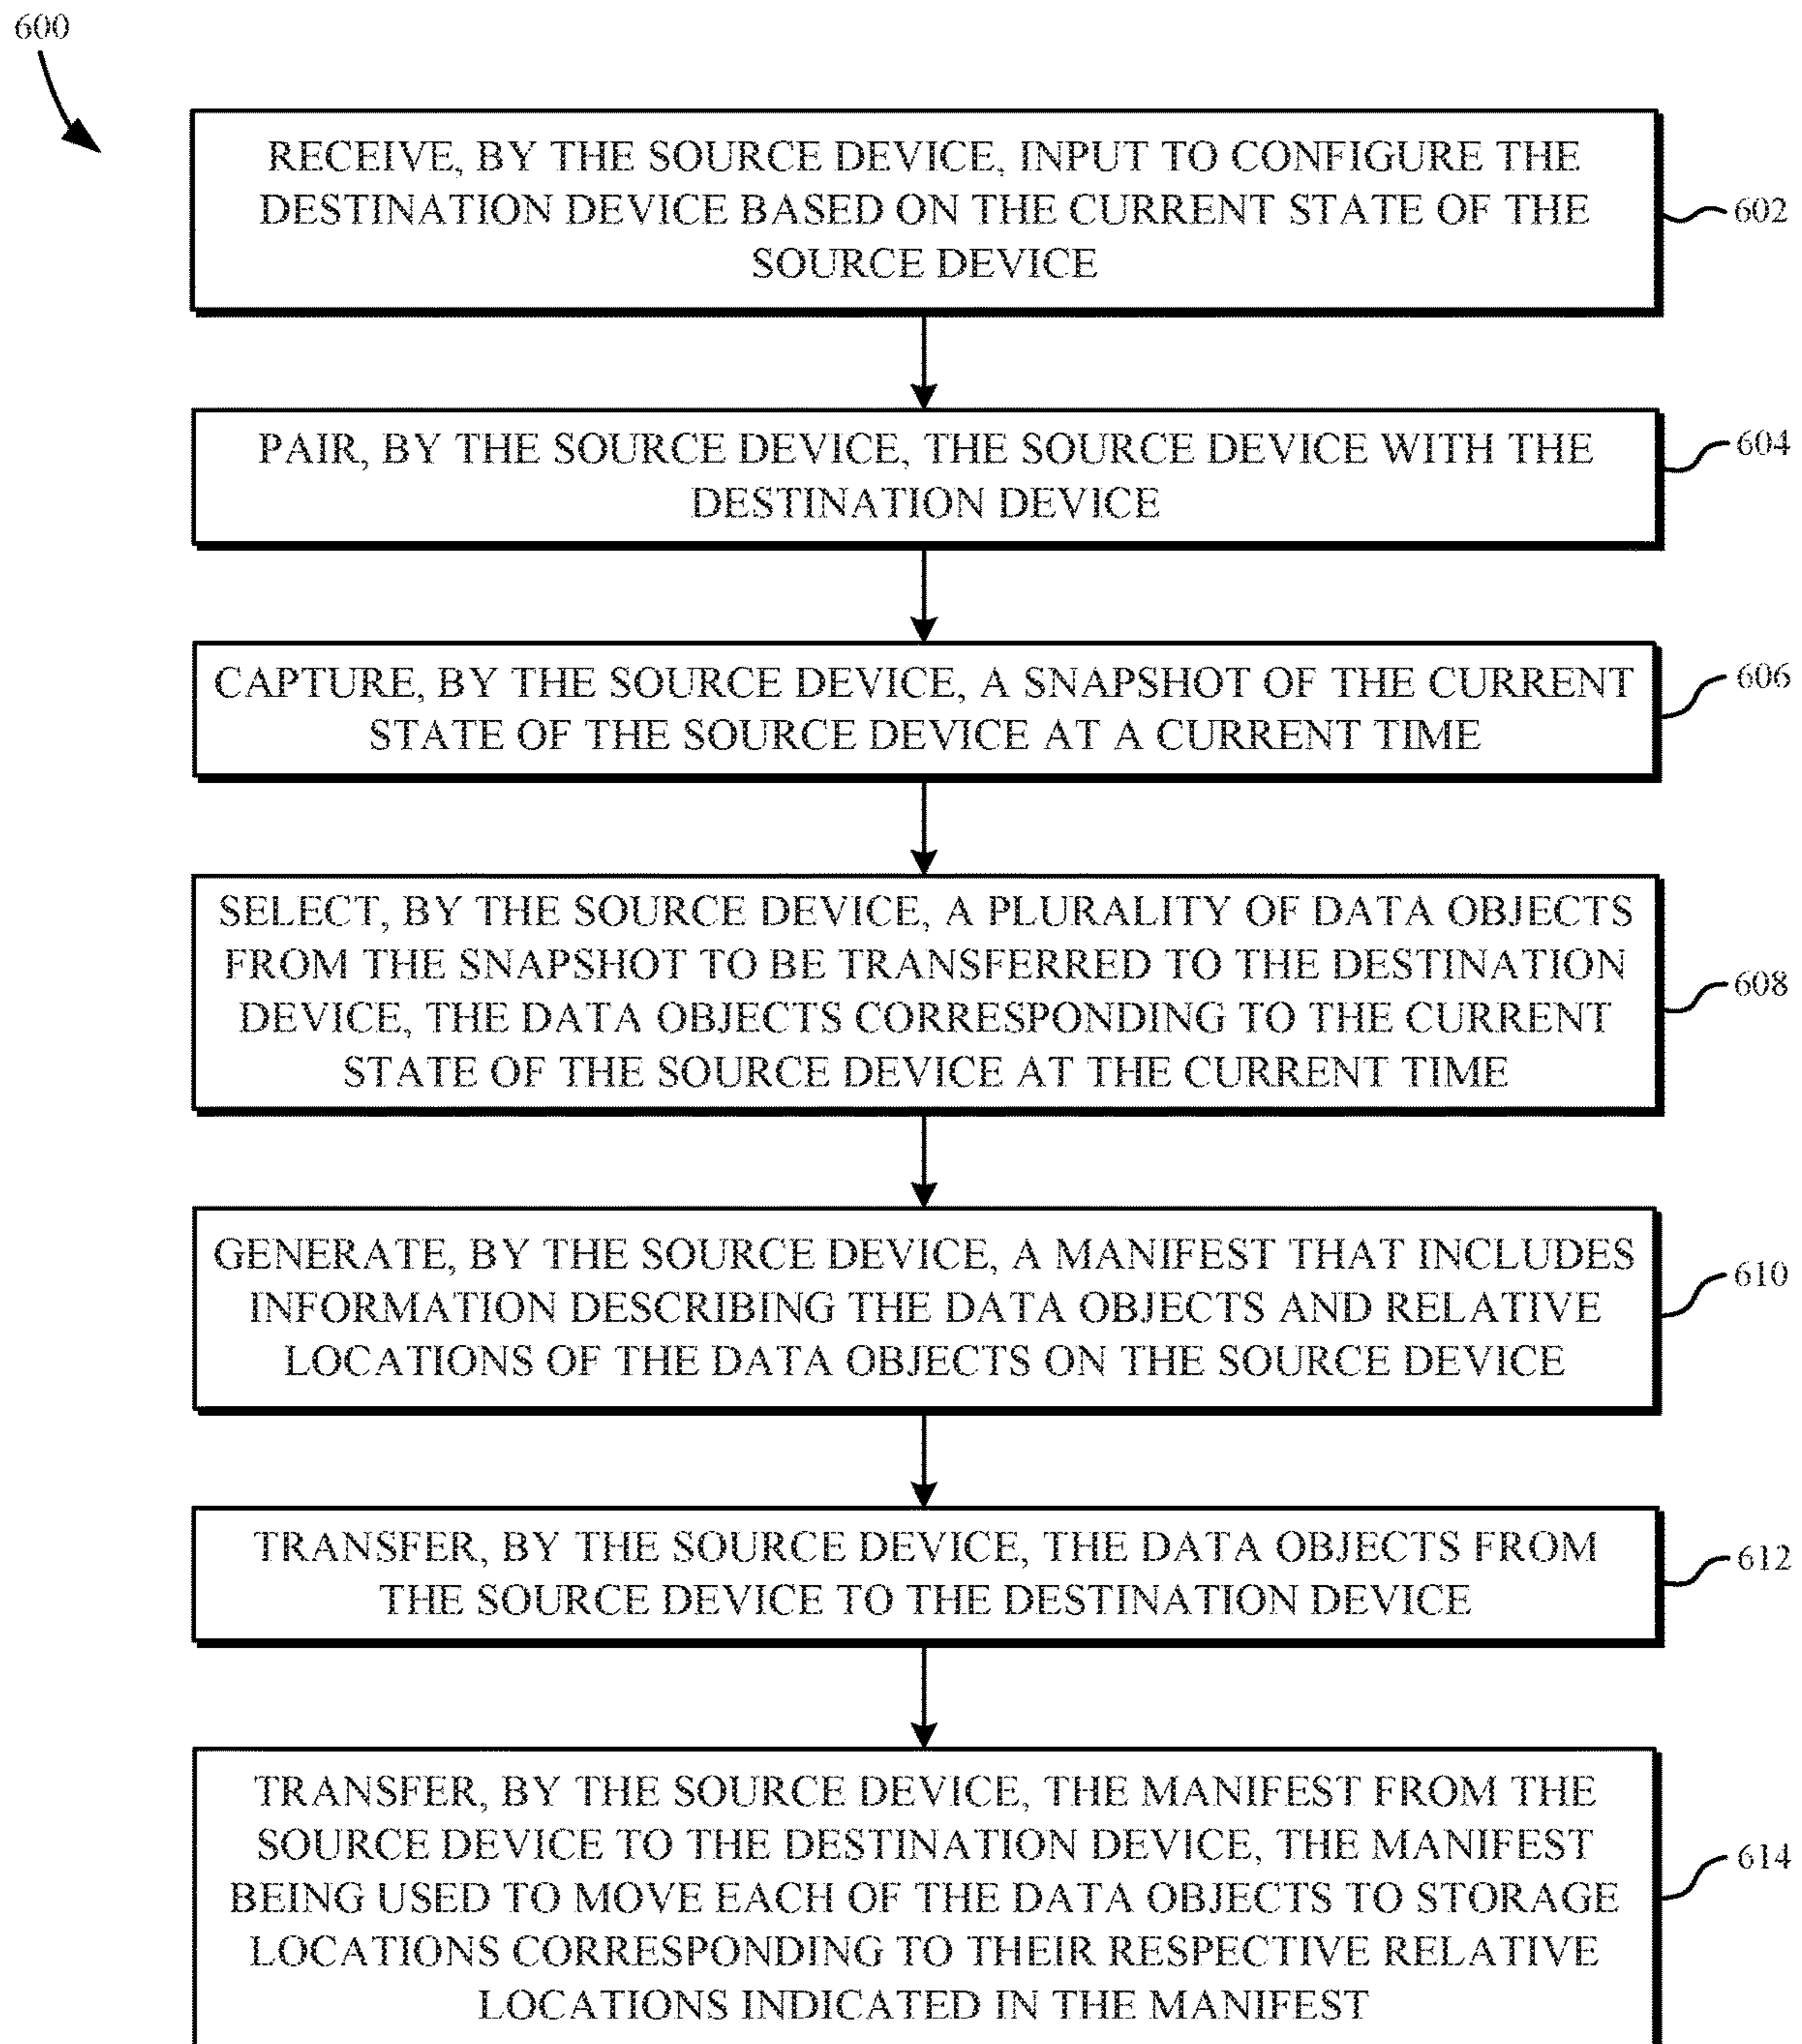 600
RECEIVE, BY THE SOURCE DEVICE, INPUT TO CONFIGURE THE
DESTINATION DEVICE BASED ON THE CURRENT STATE OF THE
SOURCE DEVICE
602
PAIR, BY THE SOURCE DEVICE, THE SOURCE DEVICE WITH THE
DESTINATION DEVICE
604
CAPTURE, BY THE SOURCE DEVICE, A SNAPSHOT OF THE CURRENT
STATE OF THE SOURCE DEVICE AT A CURRENT TIME
606
SELECT, BY THE SOURCE DEVICE, A PLURALITY OF DATA OBJECTS
FROM THE SNAPSHOT TO BE TRANSFERRED TO THE DESTINATION
DEVICE, THE DATA OBJECTS CORRESPONDING TO THE CURRENT
STATE OF THE SOURCE DEVICE AT THE CURRENT TIME
608
GENERATE, BY THE SOURCE DEVICE, A MANIFEST THAT INCLUDES
INFORMATION DESCRIBING THE DATA OBJECTS AND RELATIVE
LOCATIONS OF THE DATA OBJECTS ON THE SOURCE DEVICE
610
TRANSFER, BY THE SOURCE DEVICE, THE DATA OBJECTS FROM
THE SOURCE DEVICE TO THE DESTINATION DEVICE
612
TRANSFER, BY THE SOURCE DEVICE, THE MANIFEST FROM THE
SOURCE DEVICE TO THE DESTINATION DEVICE, THE MANIFEST
BEING USED TO MOVE EACH OF THE DATA OBJECTS TO STORAGE
LOCATIONS CORRESPONDING TO THEIR RESPECTIVE RELATIVE
LOCATIONS INDICATED IN THE MANIFEST
614